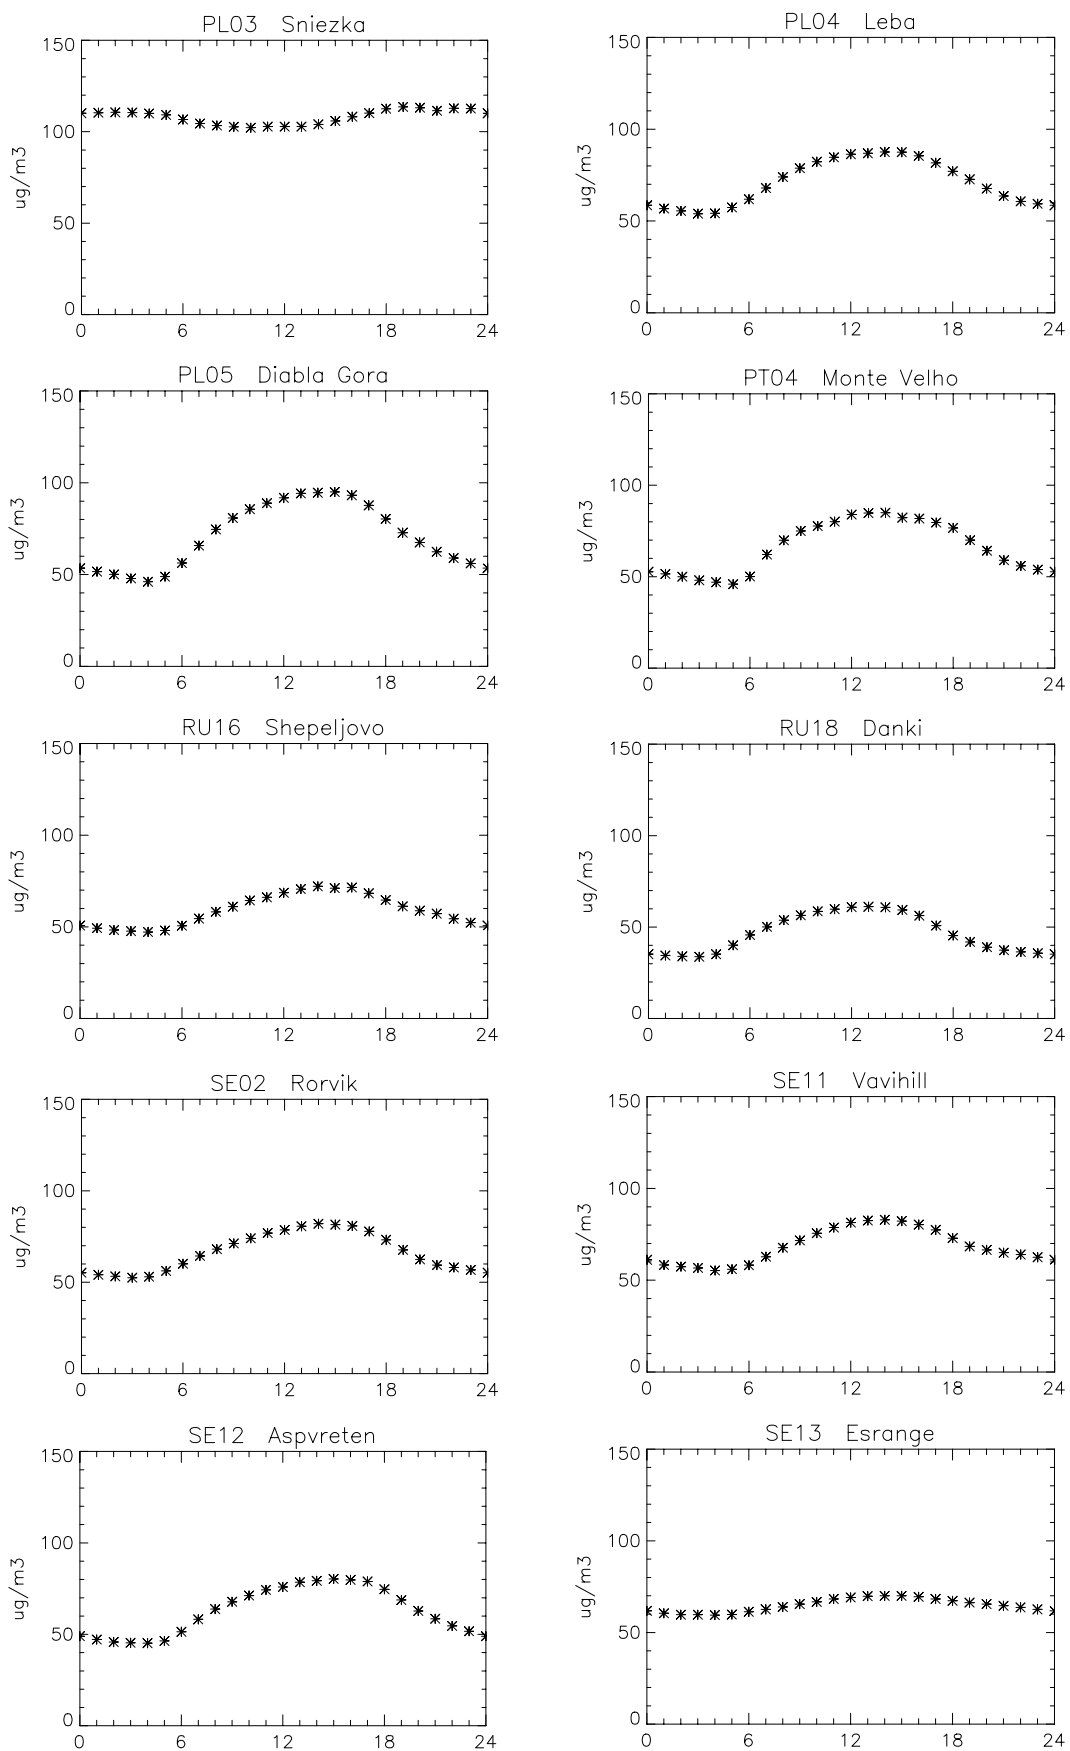 PL03 Sniezka
150
100
50
0
ug/m3
0 6 12 18 24
PL04 Leba
150
100
50
0
ug/m3
0 6 12 18 24
PL05 Diabla Gora
150
100
50
0
ug/m3
0 6 12 18 24
PT04 Monte Velho
150
100
50
0
ug/m3
0 6 12 18 24
RU16 Shepeljovo
150
100
50
0
ug/m3
0 6 12 18 24
RU18 Danki
150
100
50
0
ug/m3
0 6 12 18 24
SE02 Rorvik
150
100
50
0
ug/m3
0 6 12 18 24
SE11 Vavihill
150
100
50
0
ug/m3
0 6 12 18 24
SE12 Aspvreten
150
100
50
0
ug/m3
0 6 12 18 24
SE13 Esrange
150
100
50
0
ug/m3
0 6 12 18 24